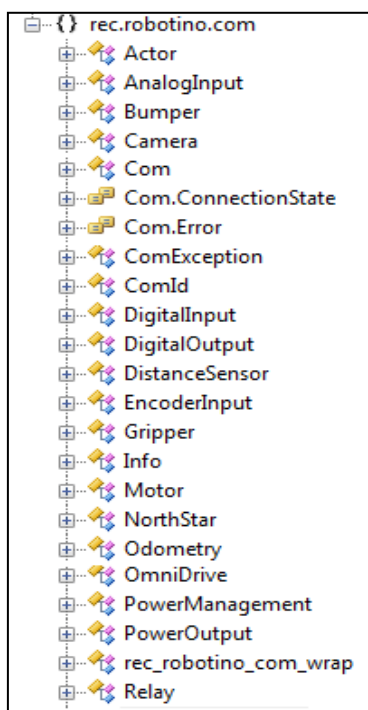 {} rec.robotino.com
Actor
AnalogInput
Bumper
Camera
Com
Com.ConnectionState
Com.Error
ComException
ComId
DigitalInput
DigitalOutput
DistanceSensor
EncoderInput
Gripper
Info
Motor
NorthStar
Odometry
OmniDrive
PowerManagement
PowerOutput
rec_robotino_com_wrap
Relay